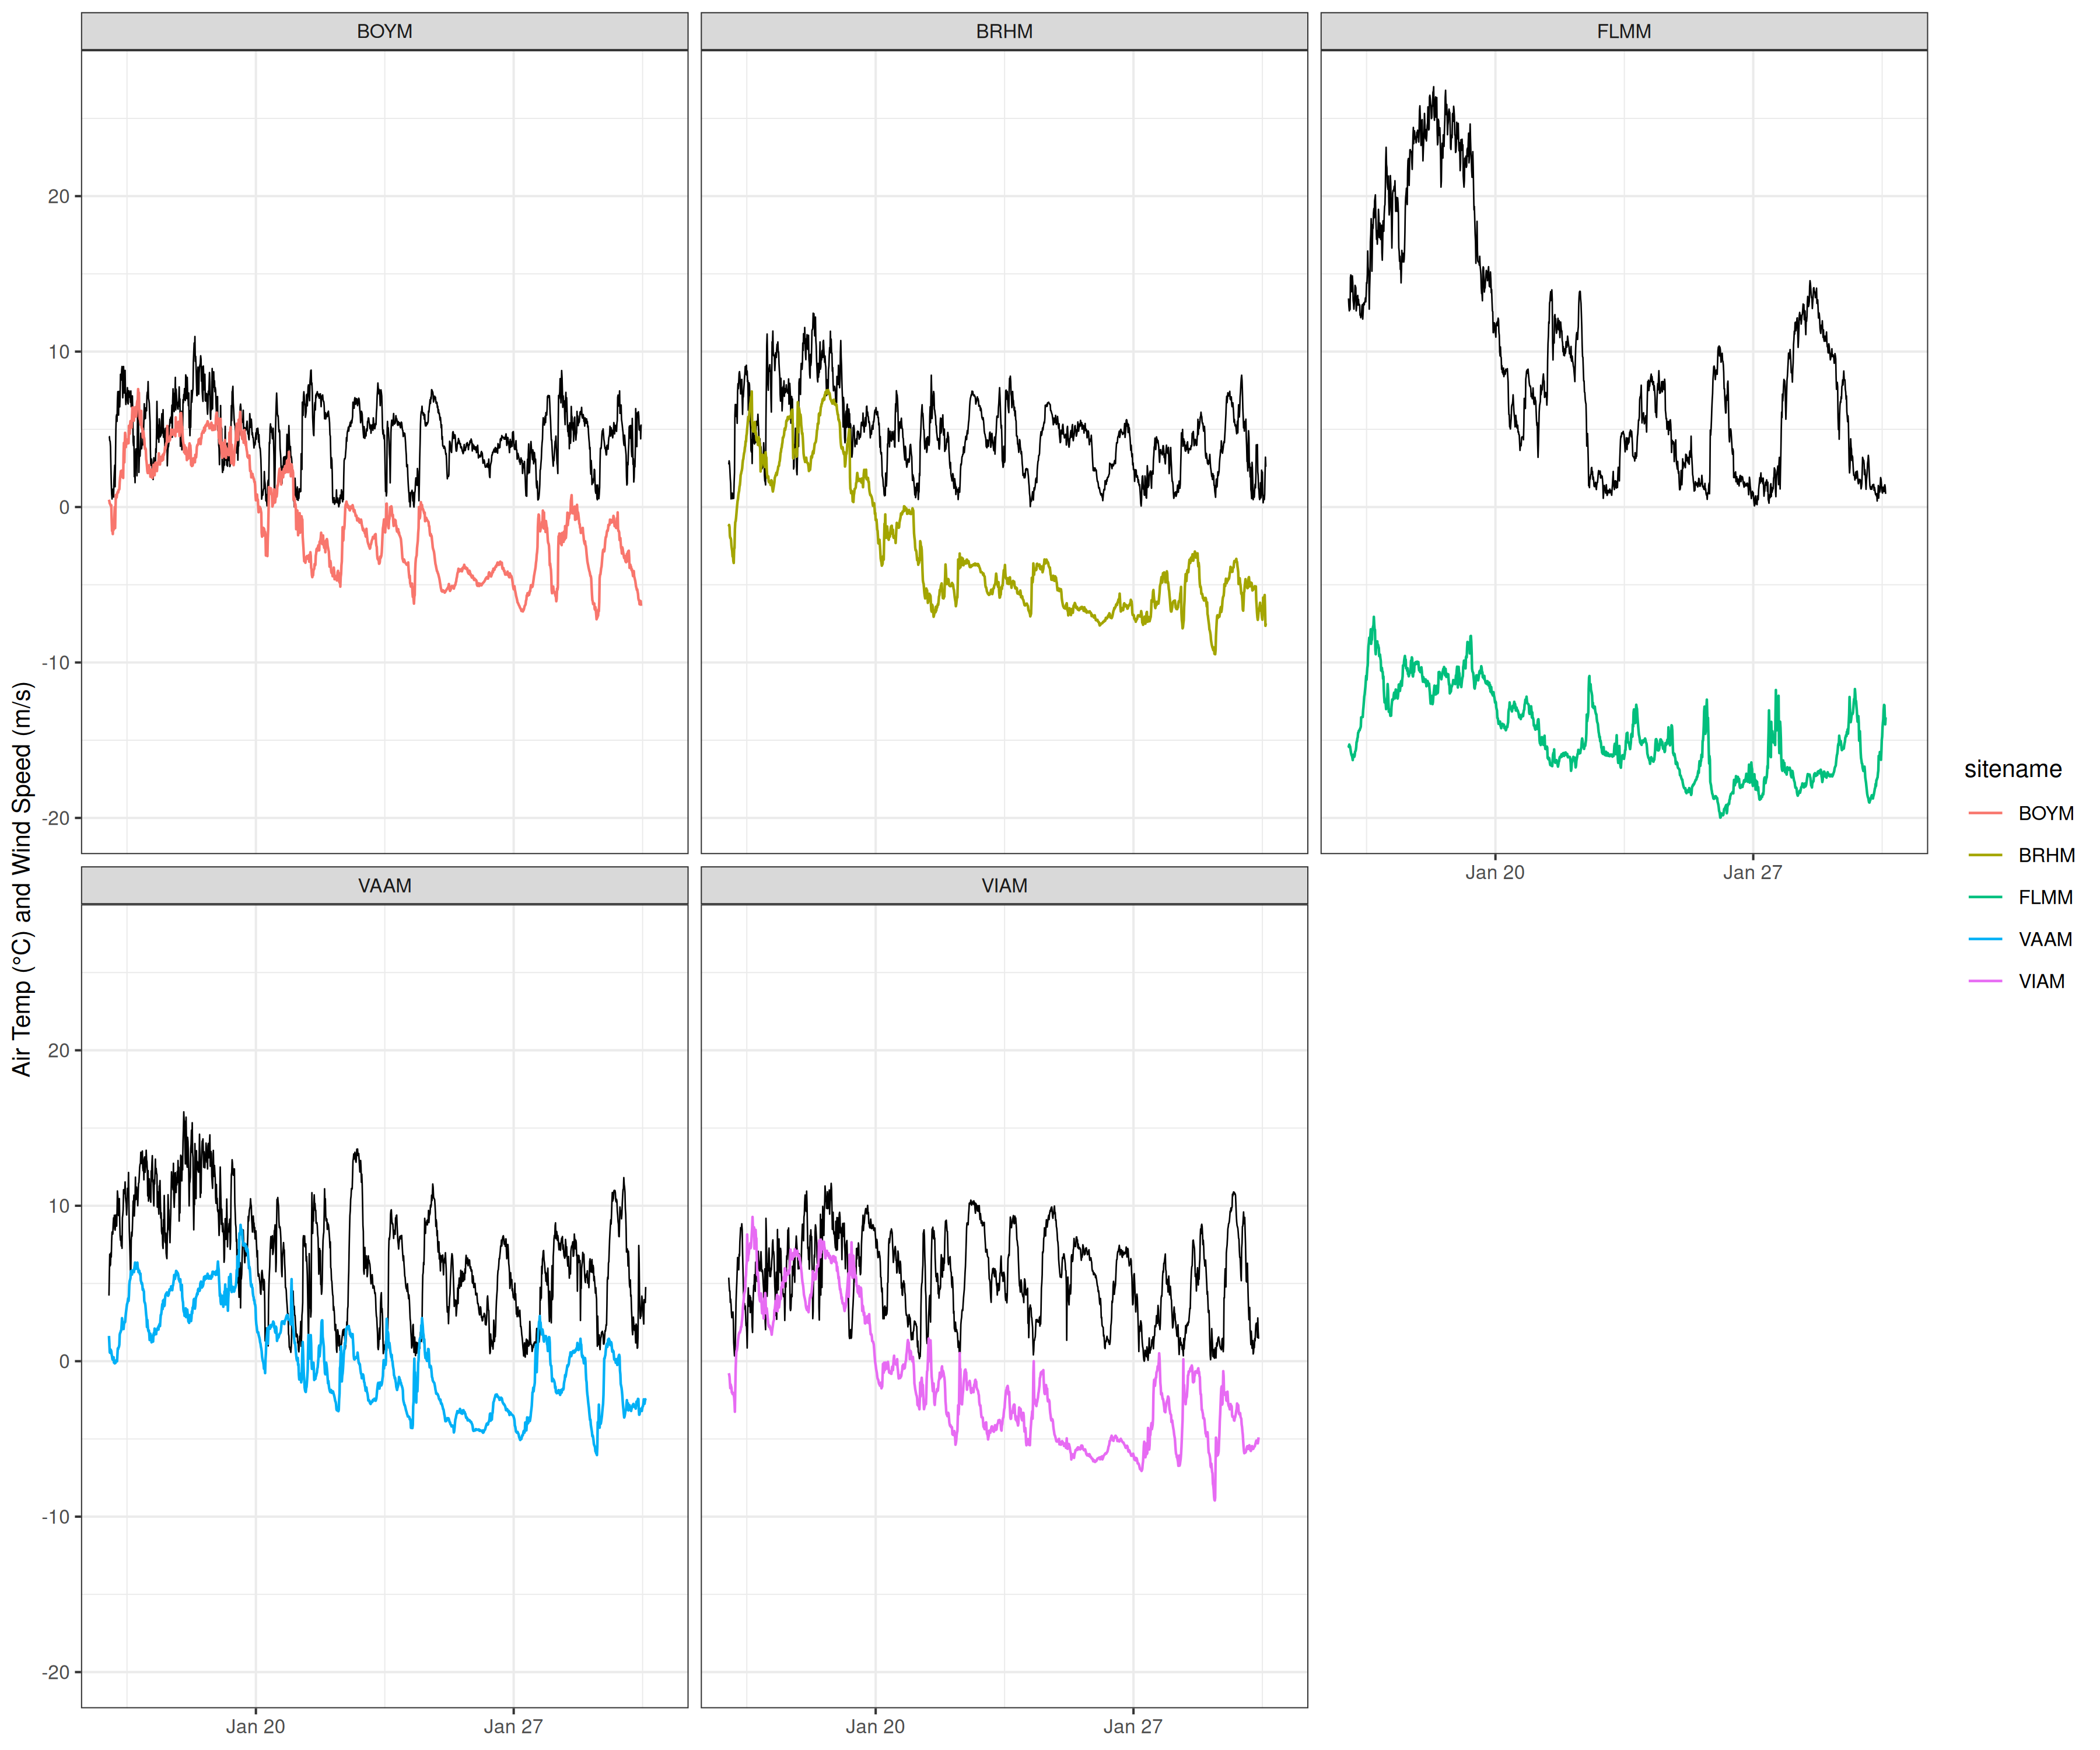 BOYM
BRHM
FLMM
20
10
0
-10
-20
Jan 20
Jan 27
Air Temp (°C) and Wind Speed (m/s)
sitename
BOYM
BRHM
FLMM
VAAM
VIAM
VAAM
VIAM
20
10
0
-10
-20
Jan 20
Jan 27
Jan 20
Jan 27